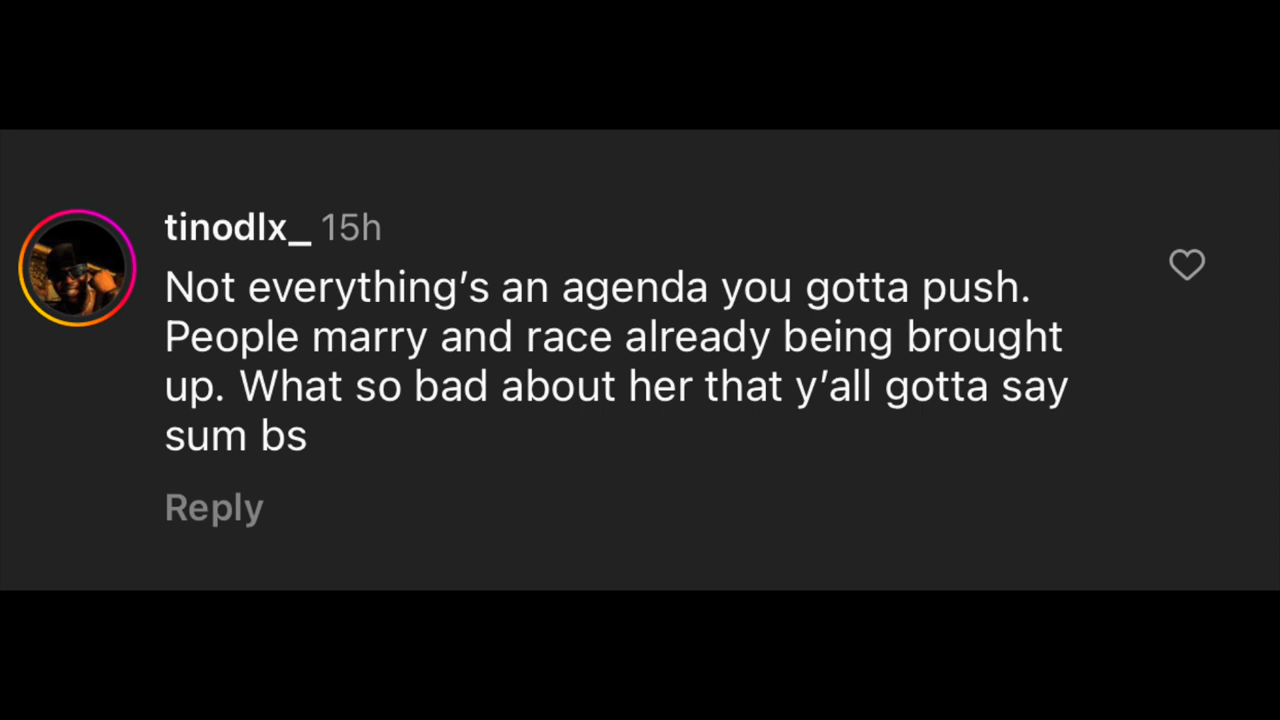 tinodlx_ 15h
Not everything’s an agenda you gotta push.
People marry and race already being brought
up. What so bad about her that y’all gotta say
sum bs
Reply